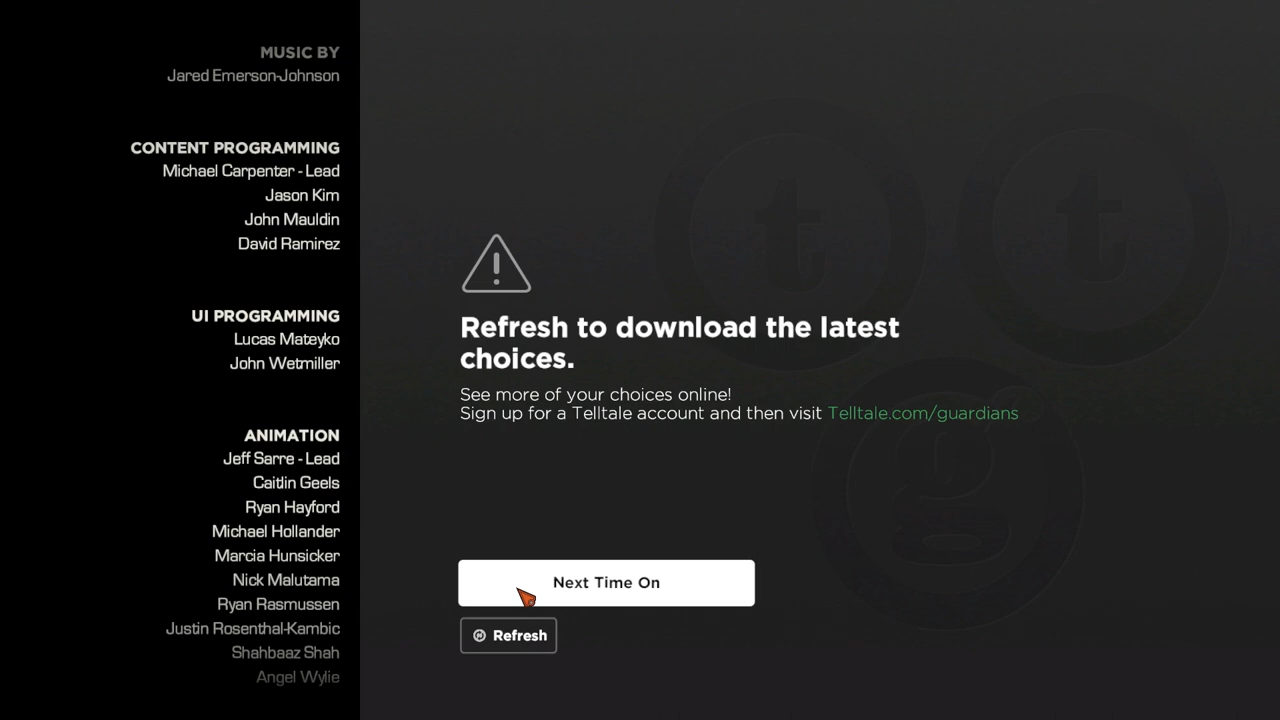 MUSIC BY
Jared Emerson-Johnson
CONTENT PROGRAMMING
Michael Carpenter - Lead
Jason Kim
John Mauldin
David Ramirez
UI PROGRAMMING
Lucas Mateyko
John Wetmiller
ANIMATION
Jeff Sarre - Lead
Caitlin Geels
Ryan Hayford
Michael Hollander
Marcia Hunsicker
Nick Malutama
Ryan Rasmussen
Justin Rosenthal-Kambic
Shahbaaz Shah
Angel Wylie
t t
g
Refresh to download the latest
choices.
See more of your choices online!
Sign up for a Telltale account and then visit Telltale.com/guardians
Next Time On
Refresh